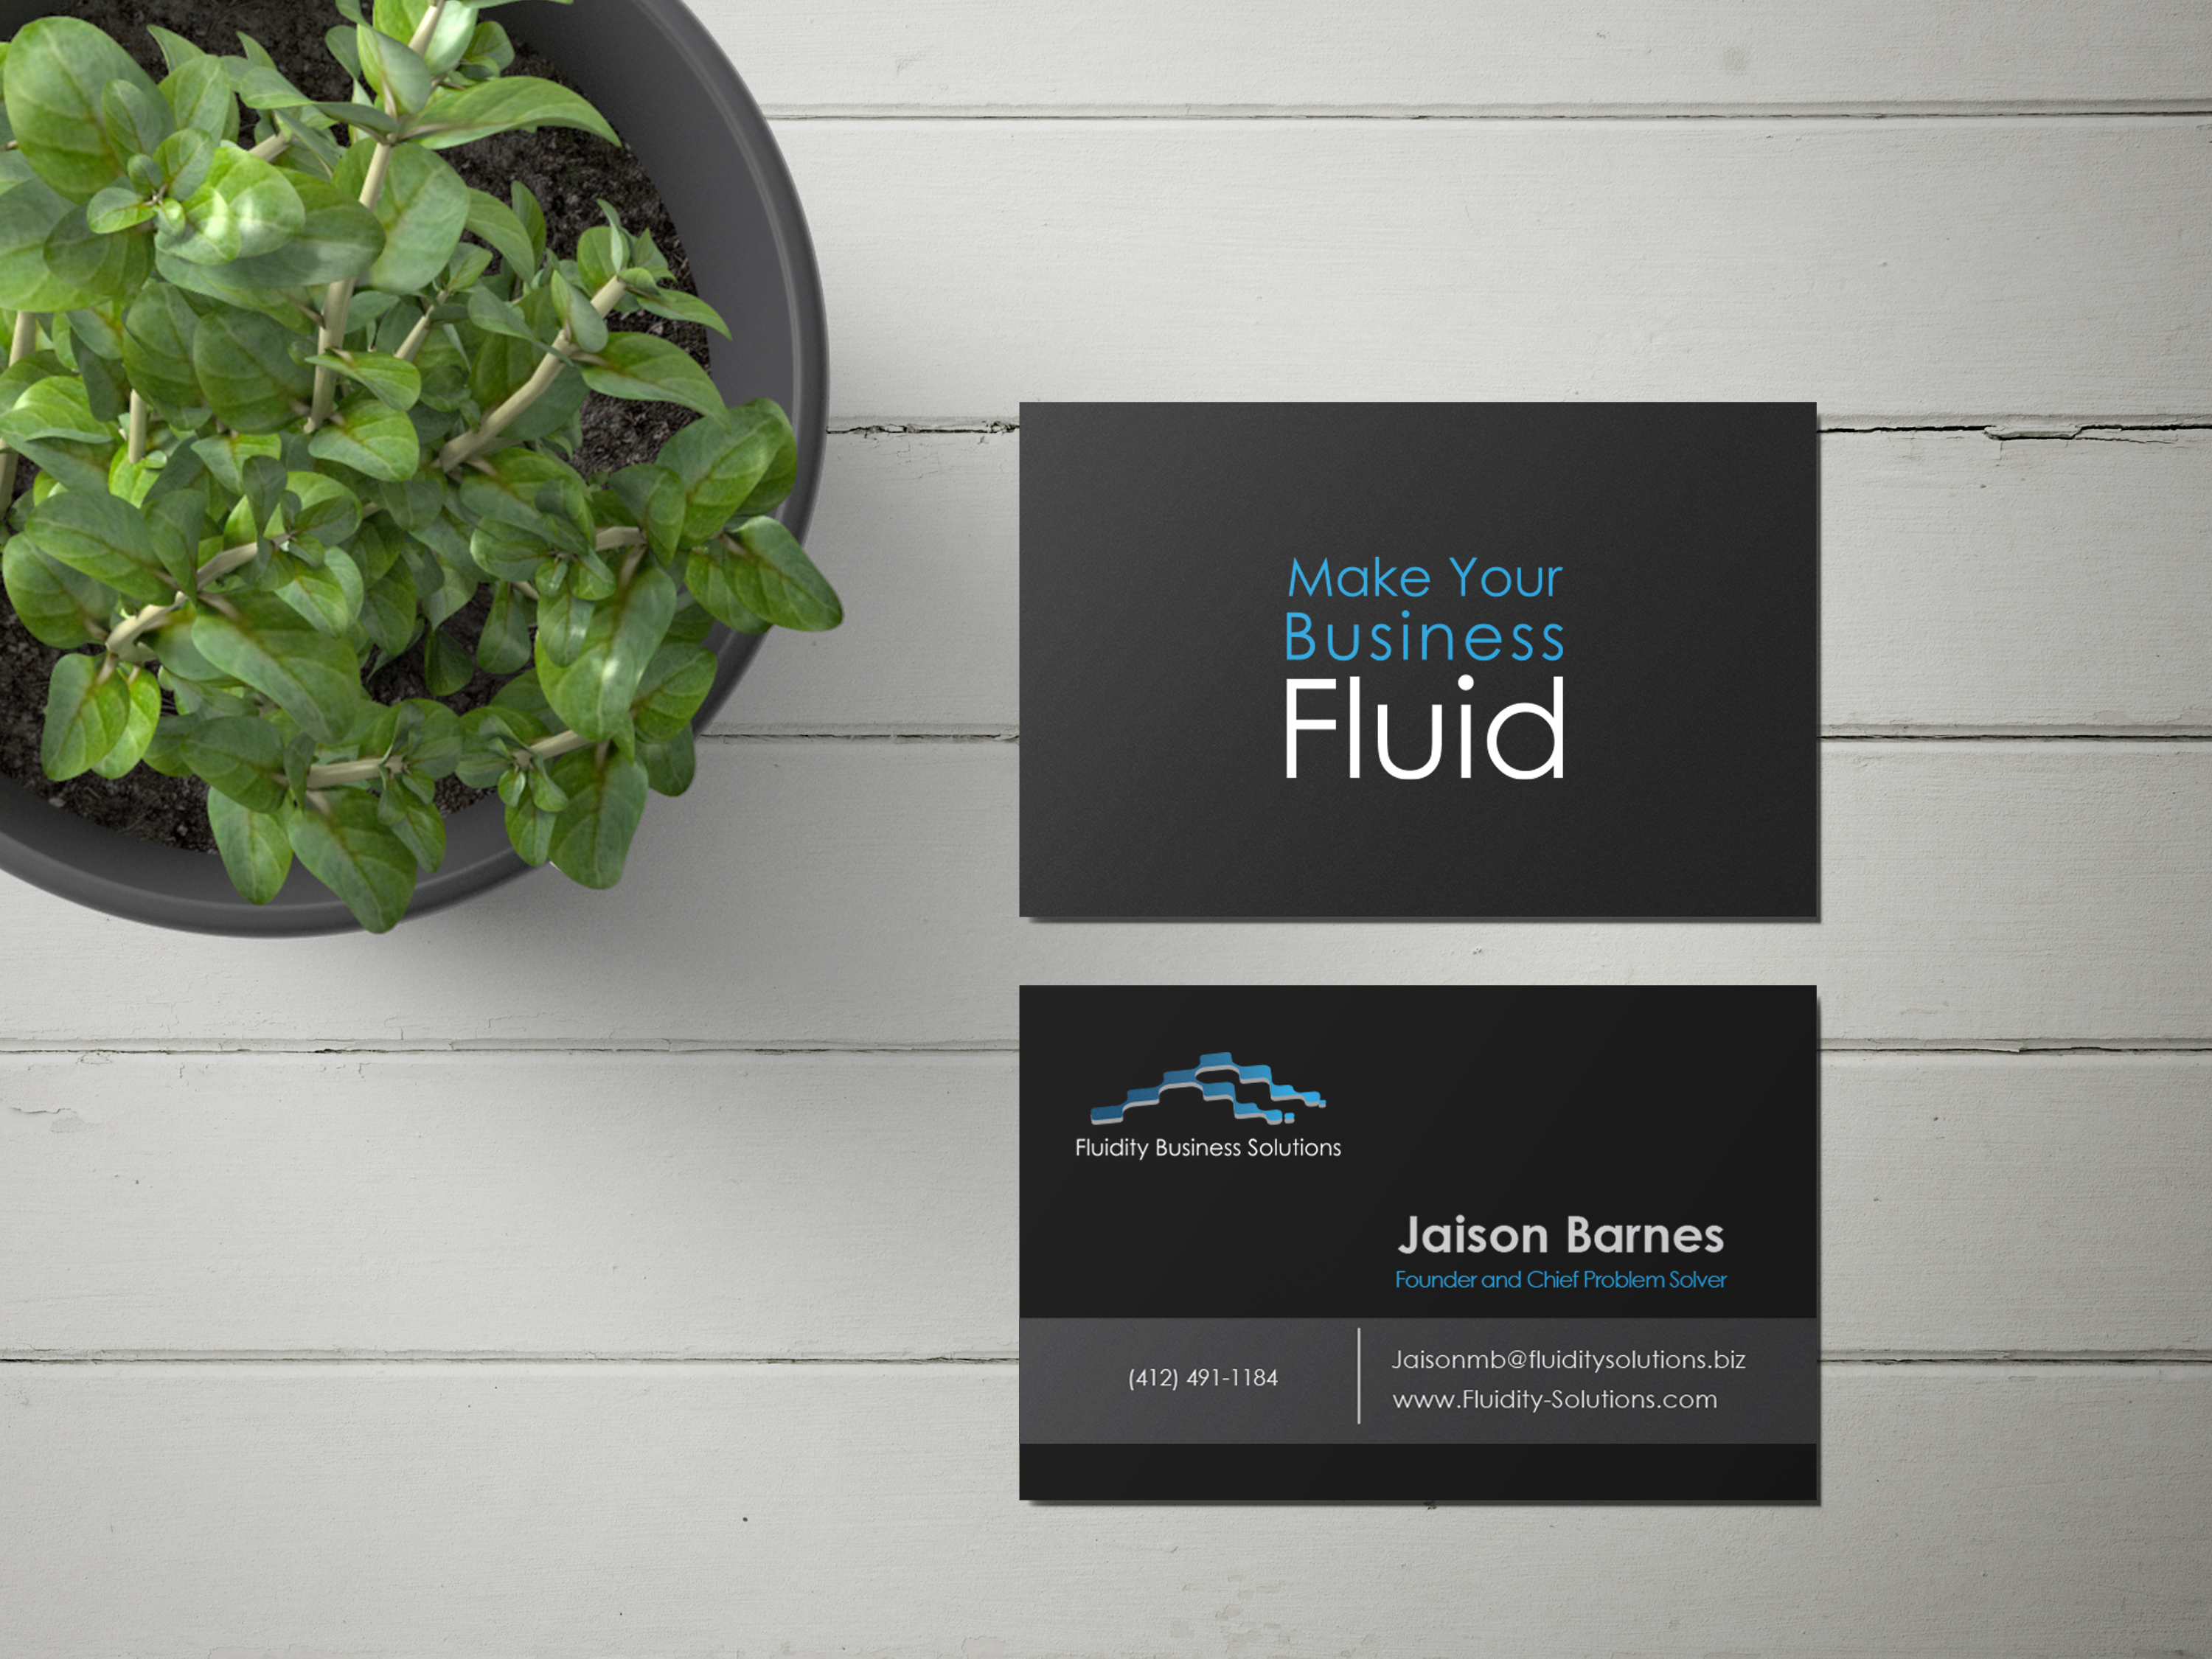 Make Your
Business
Fluid
Fluidity Business Solutions
Jaison Barnes
Founder and Chief Problem Solver
(412) 491-1184
Jaisonmb@fluiditysolutions.biz
www.Fluidity-Solutions.com